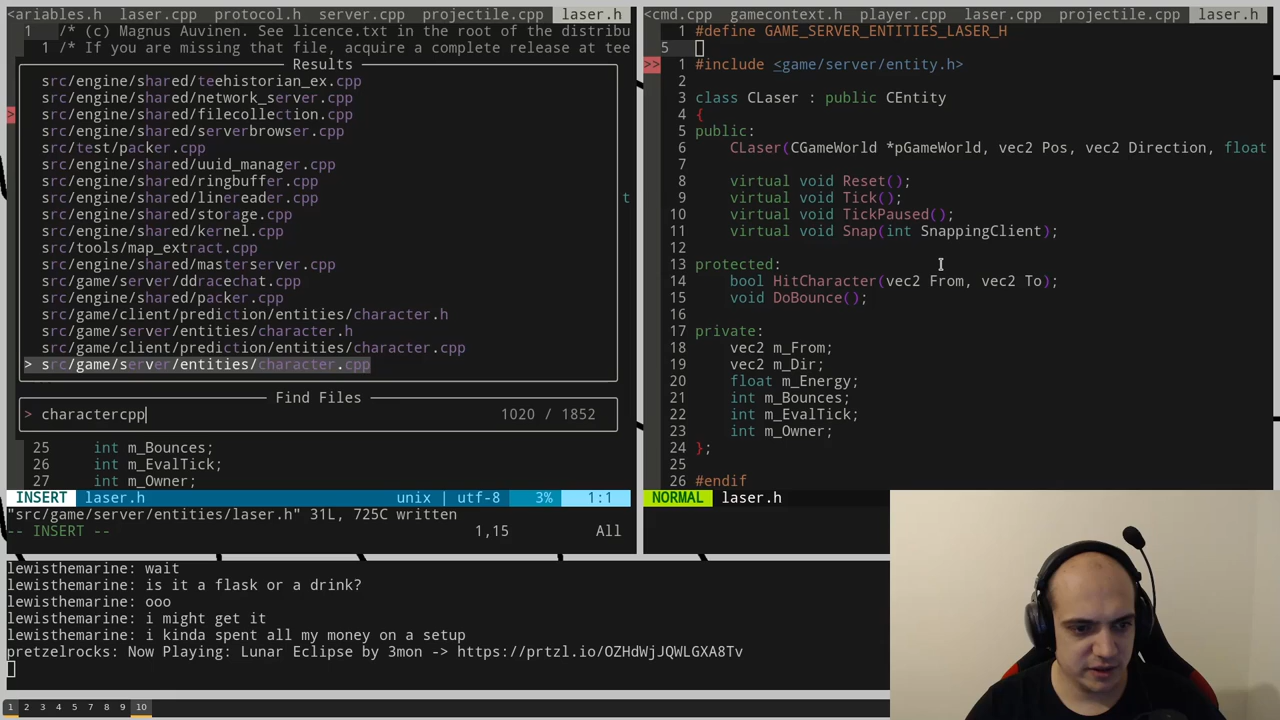 <ariables.h laser.cpp protocol.h server.cpp projectile.cpp laser.h
1 /* (c) Magnus Auvinen. See licence.txt in the root of the distribu
1 /* If you are missing that file, acquire a complete release at tee
Results
src/engine/shared/teehistorian_ex.cpp
src/engine/shared/network_server.cpp
src/engine/shared/filecollection.cpp
src/engine/shared/serverbrowser.cpp
src/test/packer.cpp
src/engine/shared/uuid_manager.cpp
src/engine/shared/ringbuffer.cpp
src/engine/shared/linereader.cpp
t
src/engine/shared/storage.cpp
src/engine/shared/kernel.cpp
src/tools/map_extract.cpp
src/engine/shared/masterserver.cpp
src/game/server/ddracechat.cpp
src/engine/shared/packer.cpp
src/game/client/prediction/entities/character.h
src/game/server/entities/character.h
src/game/client/prediction/entities/character.cpp
> src/game/server/entities/character.cpp
Find Files
> charactercpp 1020 / 1852
25 int m_Bounces;
26 int m_EvalTick;
27 int m_Owner;
INSERT laser.h unix | utf-8 3% 1:1
"src/game/server/entities/laser.h" 31L, 725C written
-- INSERT -- 1,15 All
<cmd.cpp gamecontext.h player.cpp laser.cpp projectile.cpp laser.h
1 #define GAME_SERVER_ENTITIES_LASER_H
5
>> 1 #include <game/server/entity.h>
2
3 class CLaser : public CEntity
4 {
5 public:
6 CLaser(CGameWorld *pGameWorld, vec2 Pos, vec2 Direction, float
7
8 virtual void Reset();
9 virtual void Tick();
10 virtual void TickPaused();
11 virtual void Snap(int SnappingClient);
12
13 protected:
14 bool HitCharacter(vec2 From, vec2 To);
15 void DoBounce();
16
17 private:
18 vec2 m_From;
19 vec2 m_Dir;
20 float m_Energy;
21 int m_Bounces;
22 int m_EvalTick;
23 int m_Owner;
24 };
25
26 #endif
NORMAL laser.h
lewisthemarine: wait
lewisthemarine: is it a flask or a drink?
lewisthemarine: ooo
lewisthemarine: i might get it
lewisthemarine: i kinda spent all my money on a setup
pretzelrocks: Now Playing: Lunar Eclipse by 3mon -> https://prtzl.io/OZHdWjJQWLGXA8Tv
1 2 3 4 5 6 7 8 9 10